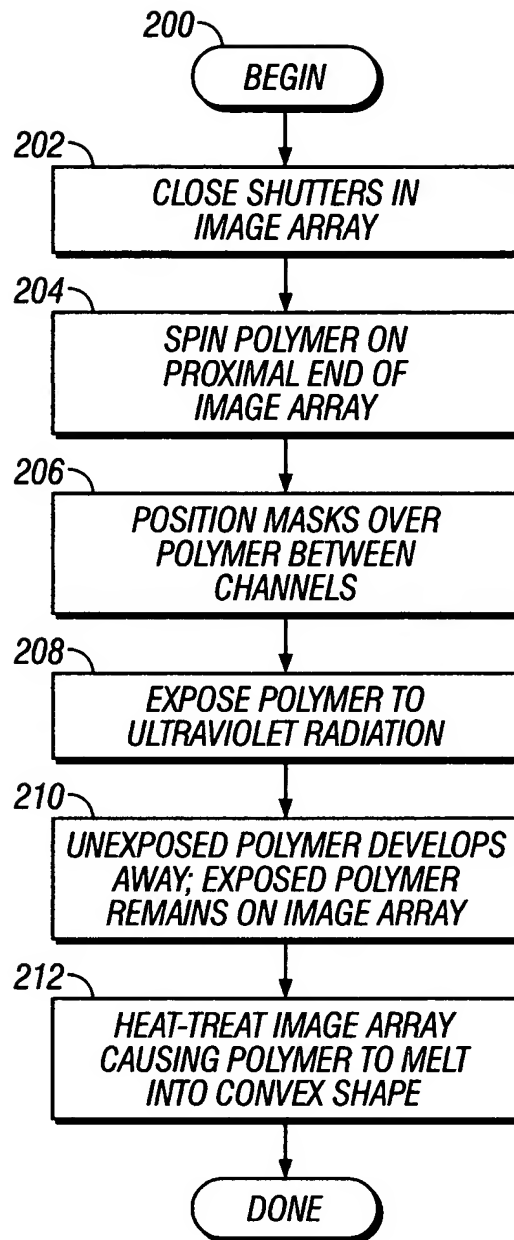 200
BEGIN
202
CLOSE SHUTTERS IN
IMAGE ARRAY
204
SPIN POLYMER ON
PROXIMAL END OF
IMAGE ARRAY
206
POSITION MASKS OVER
POLYMER BETWEEN
CHANNELS
208
EXPOSE POLYMER TO
ULTRAVIOLET RADIATION
210
UNEXPOSED POLYMER DEVELOPS
AWAY; EXPOSED POLYMER
REMAINS ON IMAGE ARRAY
212
HEAT-TREAT IMAGE ARRAY
CAUSING POLYMER TO MELT
INTO CONVEX SHAPE
DONE